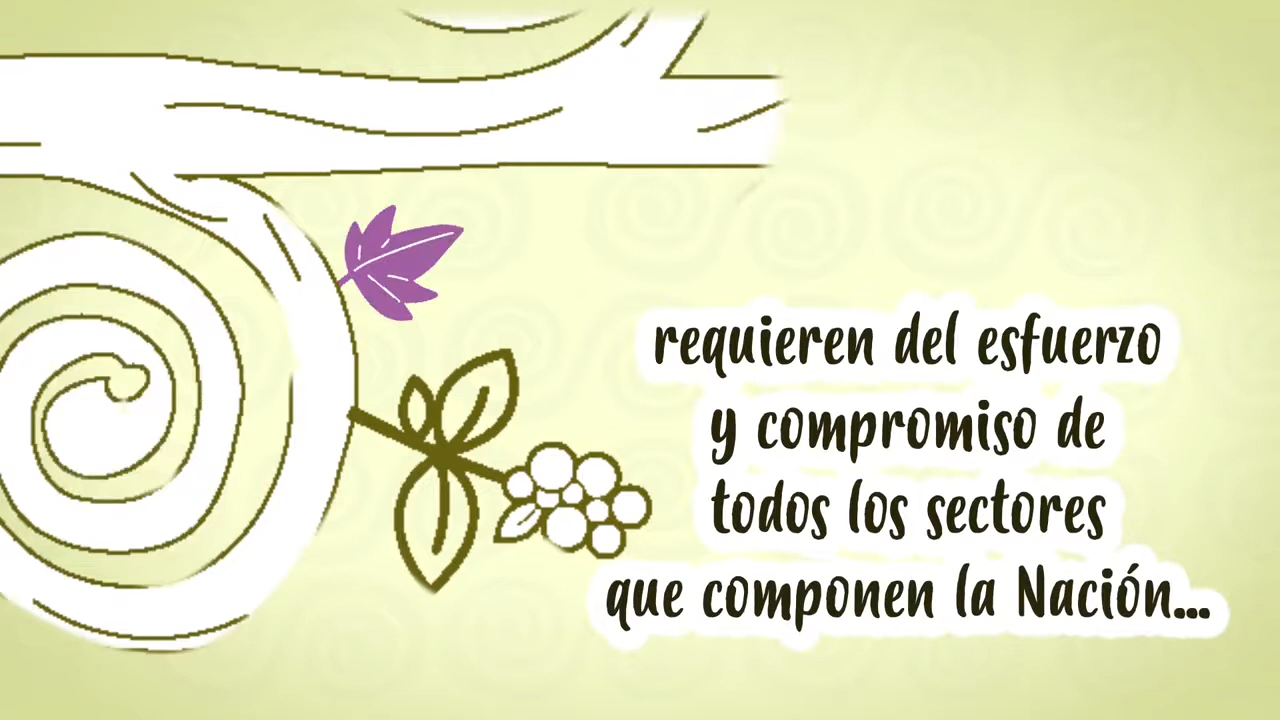 requieren del esfuerzo
y compromiso de
todos los sectores
que componen la Nación...